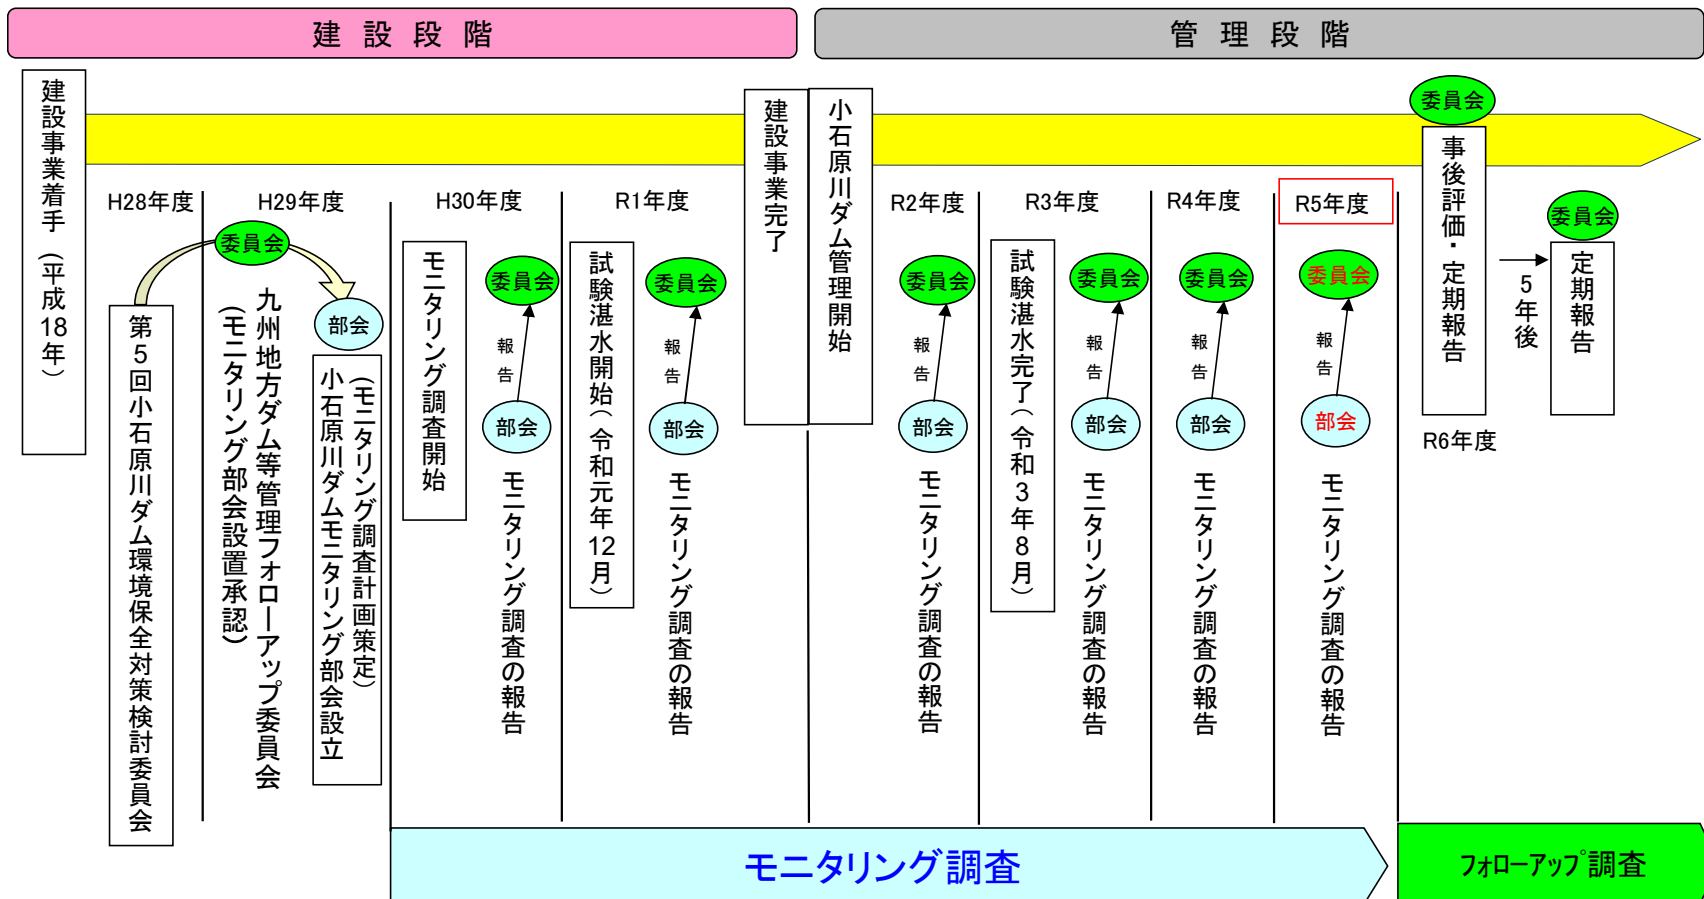 建設段階
管理段階
建設事業着手（平成18年）
H28年度
第5回小石原川ダム環境保全対策検討委員会
H29年度
委員会
九州地方ダム等管理フォローアップ委員会
(モニタリング部会設置承認)
部会
(モニタリング調査計画策定)
小石原川ダムモニタリング部会設立
H30年度
モニタリング調査開始
委員会
報告
部会
モニタリング調査の報告
R1年度
試験湛水開始（令和元年12月）
委員会
報告
部会
モニタリング調査の報告
建設事業完了
小石原川ダム管理開始
R2年度
委員会
報告
部会
モニタリング調査の報告
R3年度
試験湛水完了（令和3年8月）
委員会
報告
部会
モニタリング調査の報告
R4年度
委員会
報告
部会
モニタリング調査の報告
R5年度
委員会
報告
部会
モニタリング調査の報告
委員会
事後評価・定期報告
R6年度
5年後
委員会
定期報告
モニタリング調査
フォローアップ調査